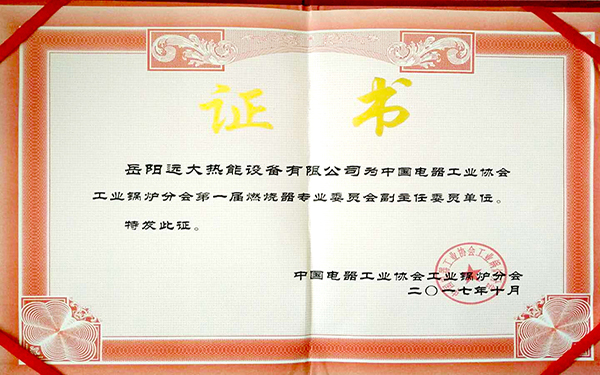 证 书
岳阳远大热能设备有限公司为中国电器工业协会
工业锅炉分会第一届燃烧器专业委员会副主任委员单位。
特发此证。
中国电器工业协会工业锅炉分会
二〇一七年十月